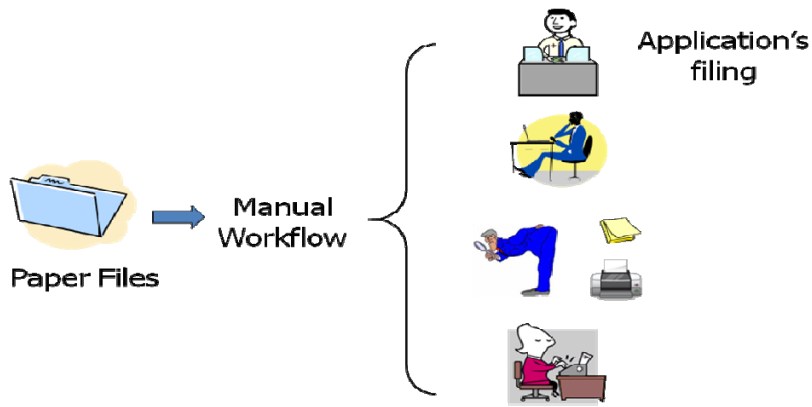 Application's
filing
Manual
Workflow
Paper Files